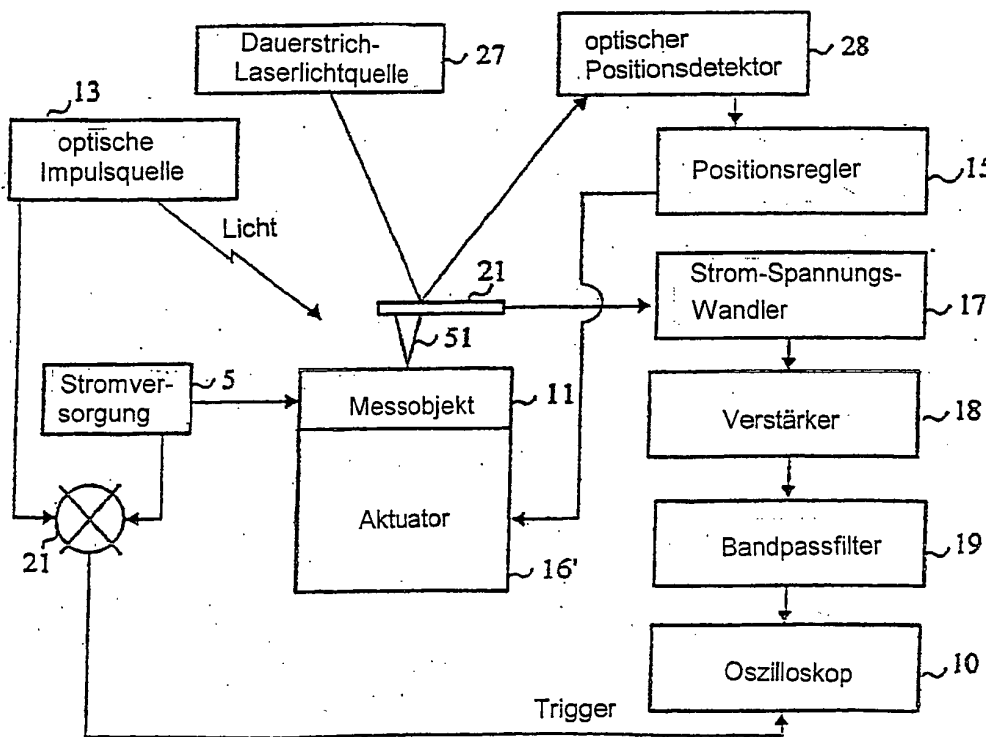 Dauerstrich-
Laserlichtquelle
27
optischer
Positionsdetektor
28
13
optische
Impulsquelle
Positionsregler
15
Licht
21
Strom-Spannungs-
Wandler
17
51
Stromver-
sorgung
5
Messobjekt
11
Verstärker
18
Aktuator
21
16'
Bandpassfilter
19
Oszilloskop
10
Trigger